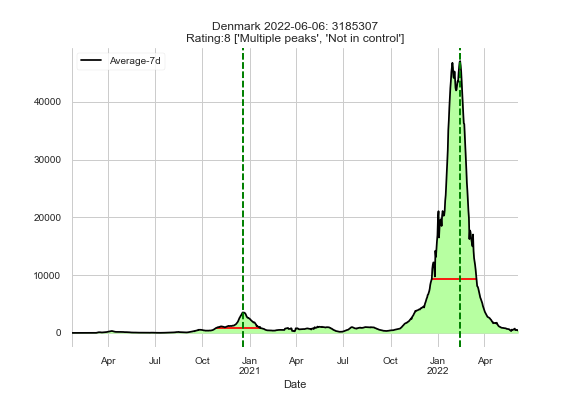 Denmark 2022-06-06: 3185307
Rating:8 ['Multiple peaks', 'Not in control']
Average-7d
40000
30000
20000
10000
0
Apr Jul Oct Jan Apr Jul Oct Jan Apr
2021 2022
Date